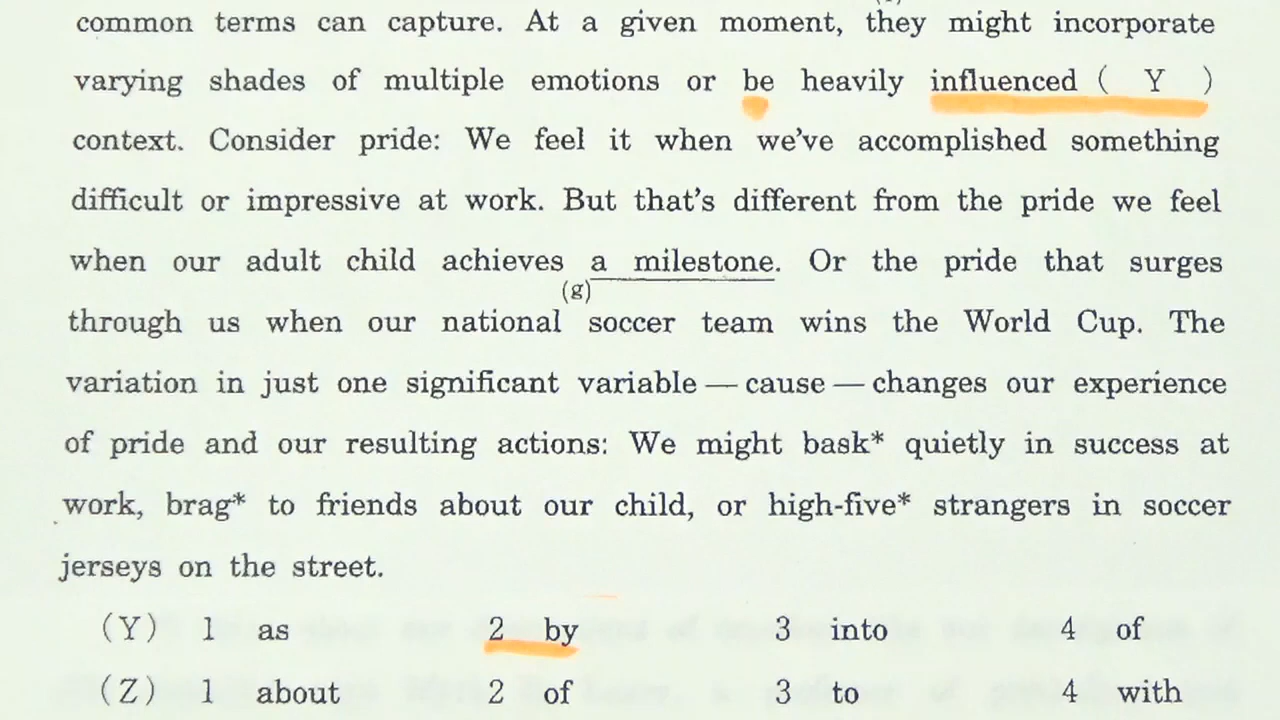 common terms can capture. At a given moment, they might incorporate
varying shades of multiple emotions or be heavily influenced ( Y )
context. Consider pride: We feel it when we've accomplished something
difficult or impressive at work. But that's different from the pride we feel
when our adult child achieves a milestone. Or the pride that surges
(g)
through us when our national soccer team wins the World Cup. The
variation in just one significant variable — cause — changes our experience
of pride and our resulting actions: We might bask* quietly in success at
work, brag* to friends about our child, or high-five* strangers in soccer
jerseys on the street.
(Y) 1 as 2 by 3 into 4 of
(Z) 1 about 2 of 3 to 4 with